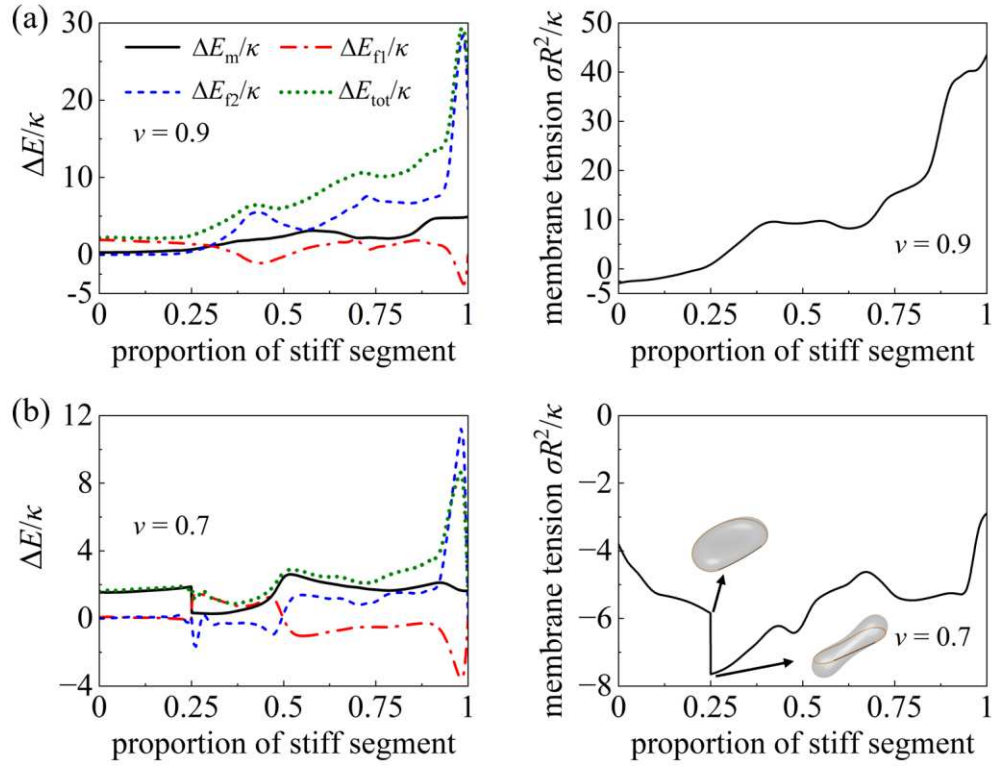 (a)
ΔE/κ
30
20
10
0
-5
ΔEm/κ
ΔEf1/κ
ΔEf2/κ
ΔEtot/κ
v = 0.9
0 0.25 0.5 0.75 1
proportion of stiff segment
membrane tension σR²/κ
50
40
30
20
10
0
-5
v = 0.9
0 0.25 0.5 0.75 1
proportion of stiff segment
(b)
ΔE/κ
12
8
4
0
−4
v = 0.7
0 0.25 0.5 0.75 1
proportion of stiff segment
membrane tension σR²/κ
0
−2
−4
−6
−8
v = 0.7
0 0.25 0.5 0.75 1
proportion of stiff segment